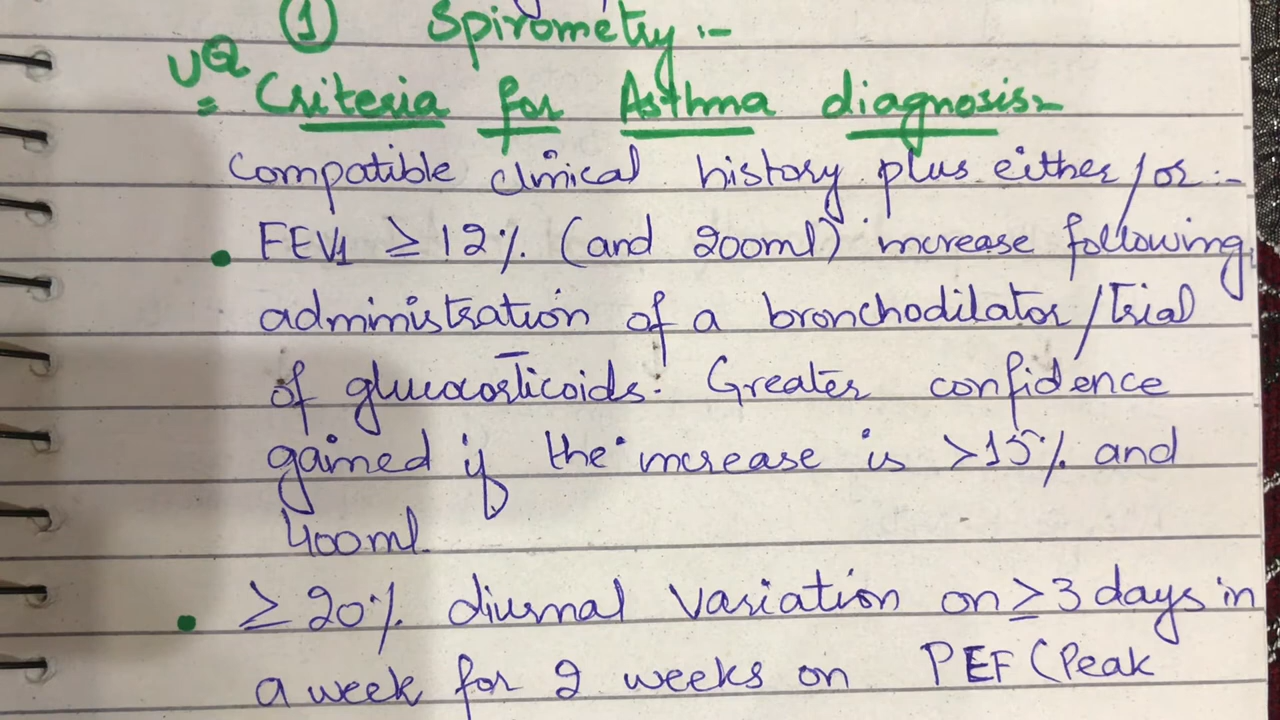 ① Spirometry :-
UQ Criteria for Asthma diagnosis:-
Compatible clinical history plus either/or :-
• FEV1 ≥ 12% (and 200ml) increase following
administration of a bronchodilator/trial
of glucocorticoids. Greater confidence
gained if the increase is >15% and
400ml.
• ≥ 20% diurnal variation on ≥ 3 days in
a week for 2 weeks on PEF (Peak